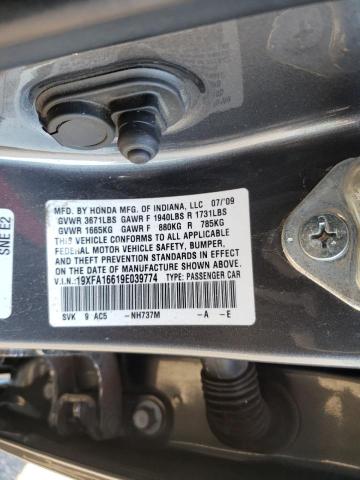 MFD. BY HONDA MFG. OF INDIANA, LLC 07/'09
GVWR 3671LBS GAWR F 1940LBS R 1731LBS
GVWR 1665KG GAWR F 880KG R 785KG
THIS VEHICLE CONFORMS TO ALL APPLICABLE
FEDERAL MOTOR VEHICLE SAFETY, BUMPER,
AND THEFT PREVENTION STANDARDS IN EFFECT
ON THE DATE OF MANUFACTURE SHOWN ABOVE.
V.I.N.: 19XFA16619E039774 TYPE: PASSENGER CAR
SVK 9 AC5 -NH737M -A -E
SNE E2